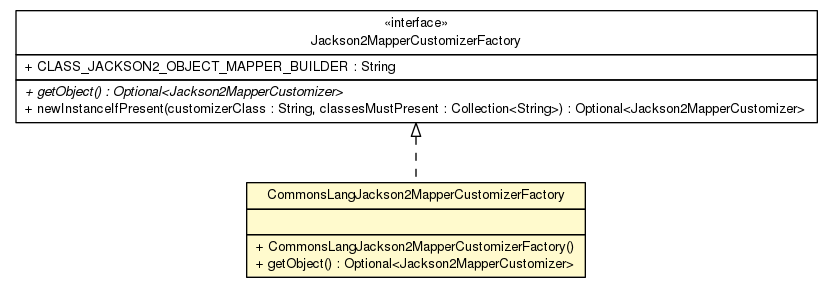 «interface»
Jackson2MapperCustomizerFactory
+ CLASS_JACKSON2_OBJECT_MAPPER_BUILDER : String
+ getObject() : Optional<Jackson2MapperCustomizer>
+ newInstanceIfPresent(customizerClass : String, classesMustPresent : Collection<String>) : Optional<Jackson2MapperCustomizer>
CommonsLangJackson2MapperCustomizerFactory
+ CommonsLangJackson2MapperCustomizerFactory()
+ getObject() : Optional<Jackson2MapperCustomizer>